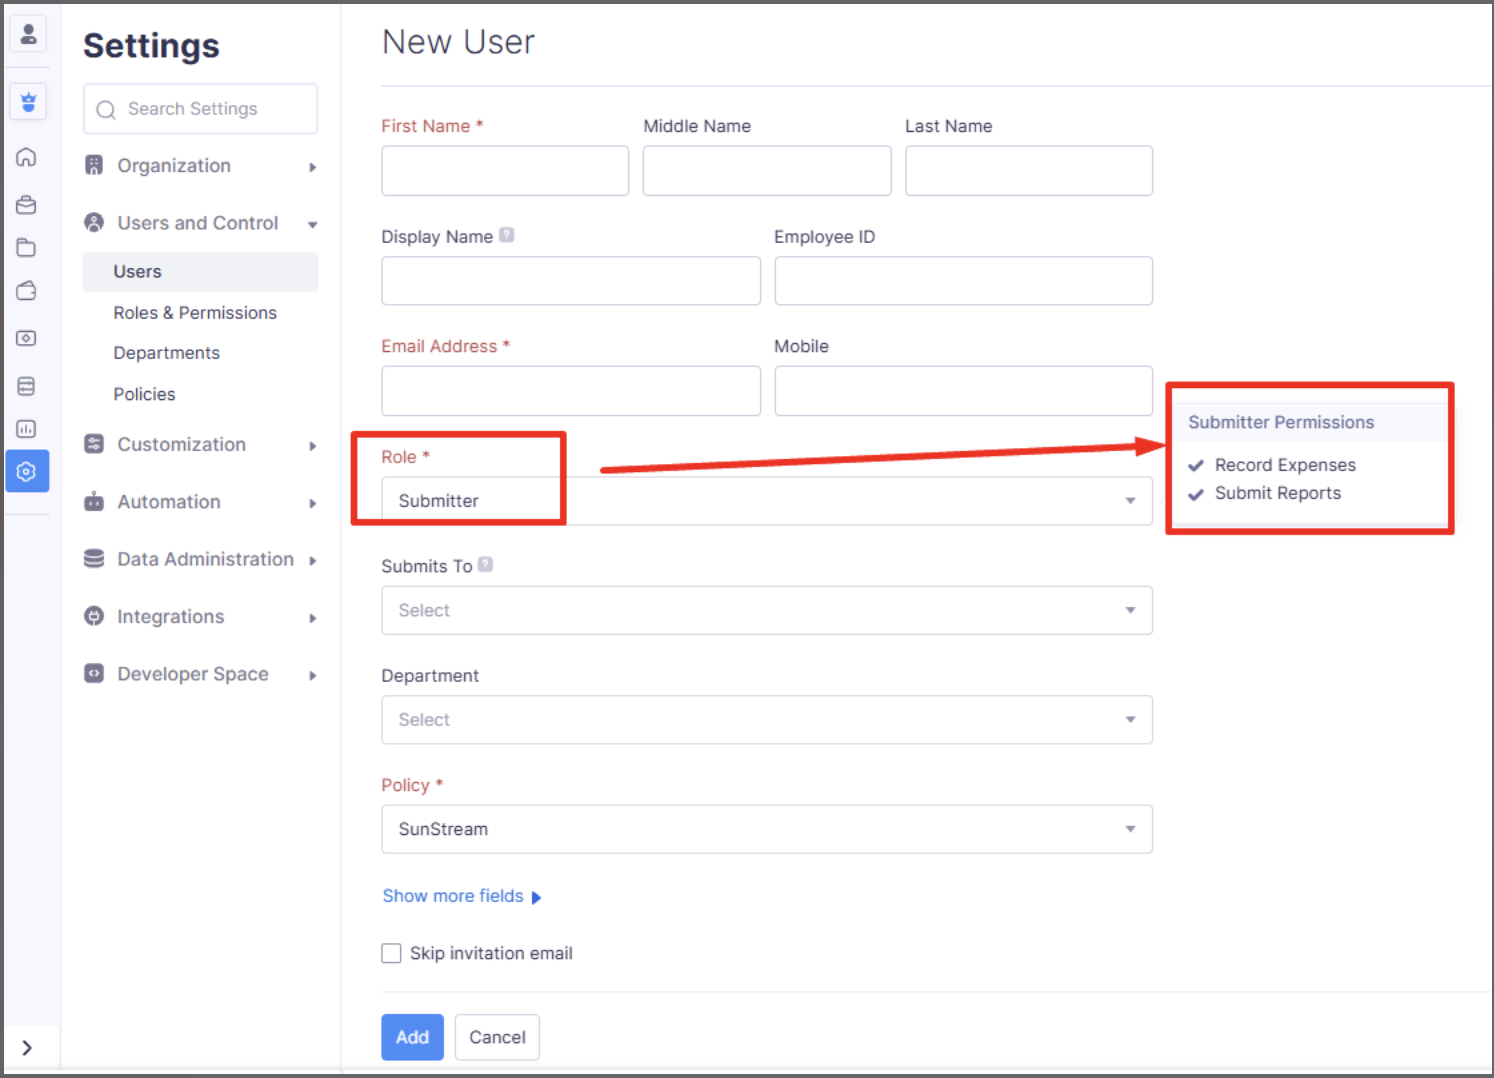 Settings
Search Settings
Organization
Users and Control
Users
Roles & Permissions
Departments
Policies
Customization
Automation
Data Administration
Integrations
Developer Space
New User
First Name *
Middle Name
Last Name
Display Name ?
Employee ID
Email Address *
Mobile
Role *
Submitter
Submitter Permissions
Record Expenses
Submit Reports
Submits To ?
Select
Department
Select
Policy *
SunStream
Show more fields
Skip invitation email
Add
Cancel